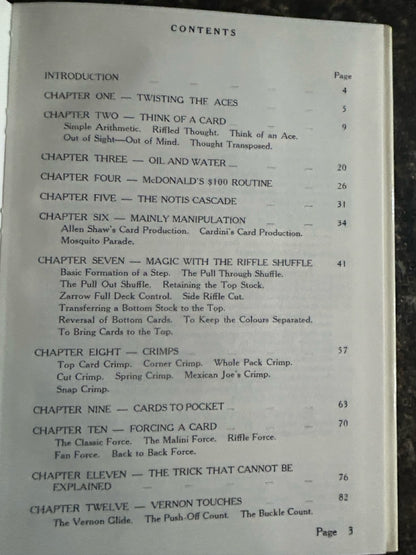 CONTENTS
Page
INTRODUCTION — — — — 4
CHAPTER ONE — TWISTING THE ACES — — 5
CHAPTER TWO — THINK OF A CARD — — 9
Simple Arithmetic. Riffled Thought. Think of an Ace.
Out of Sight—Out of Mind. Thought Transposed.
CHAPTER THREE — OIL AND WATER — — 20
CHAPTER FOUR — McDONALD'S $100 ROUTINE — 26
CHAPTER FIVE — THE NOTIS CASCADE — — 31
CHAPTER SIX — MAINLY MANIPULATION — — 34
Allen Shaw's Card Production. Cardini's Card Production.
Mosquito Parade.
CHAPTER SEVEN — MAGIC WITH THE RIFFLE SHUFFLE 41
Basic Formation of a Step. The Pull Through Shuffle.
The Pull Out Shuffle. Retaining the Top Stock.
Zarrow Full Deck Control. Side Riffle Cut.
Transferring a Bottom Stock to the Top.
Reversal of Bottom Cards. To Keep the Colours Separated.
To Bring Cards to the Top.
CHAPTER EIGHT — CRIMPS — — — 57
Top Card Crimp. Corner Crimp. Whole Pack Crimp.
Cut Crimp. Spring Crimp. Mexican Joe's Crimp.
Snap Crimp.
CHAPTER NINE — CARDS TO POCKET — — 63
CHAPTER TEN — FORCING A CARD — — — 70
The Classic Force. The Malini Force. Riffle Force.
Fan Force. Back to Back Force.
CHAPTER ELEVEN — THE TRICK THAT CANNOT BE
EXPLAINED — — — — — 76
CHAPTER TWELVE — VERNON TOUCHES — — 82
The Vernon Glide. The Push-Off Count. The Buckle Count.
Page 3